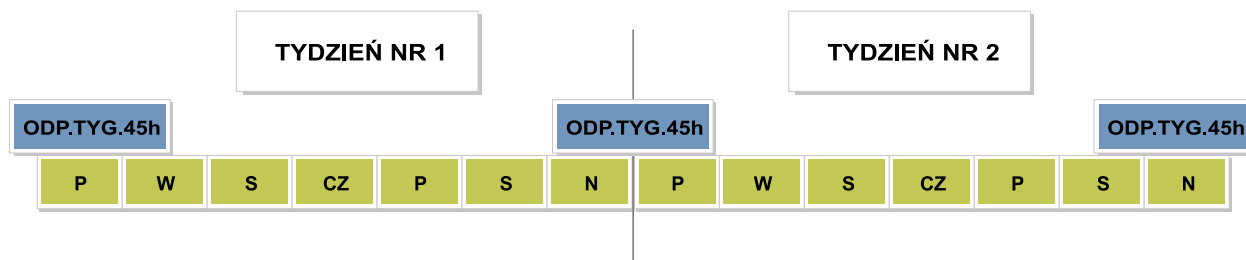 TYDZIEŃ NR 1
TYDZIEŃ NR 2
ODP.TYG.45h
ODP.TYG.45h
ODP.TYG.45h
P W S CZ P S N P W S CZ P S N